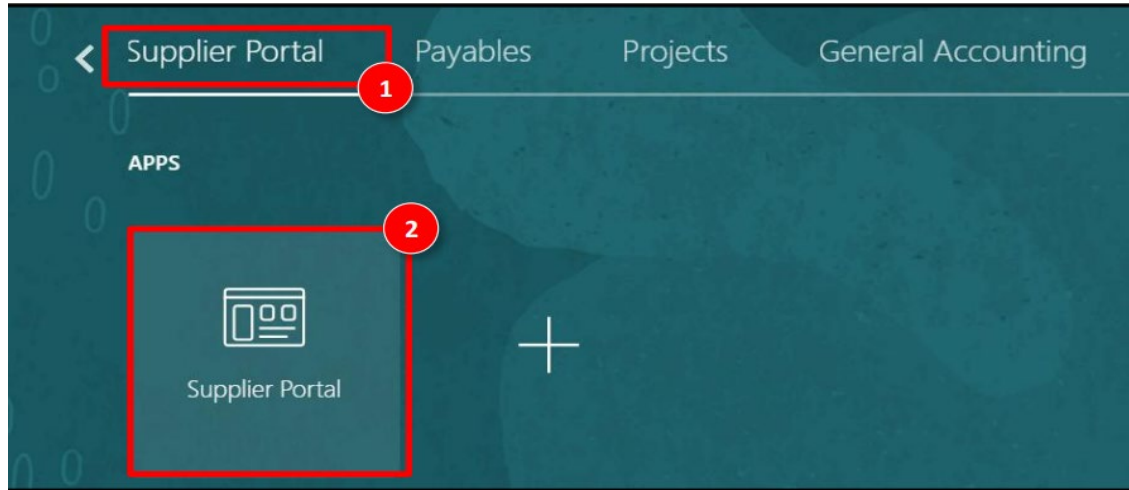 Supplier Portal Payables Projects General Accounting
1
APPS
2
Supplier Portal